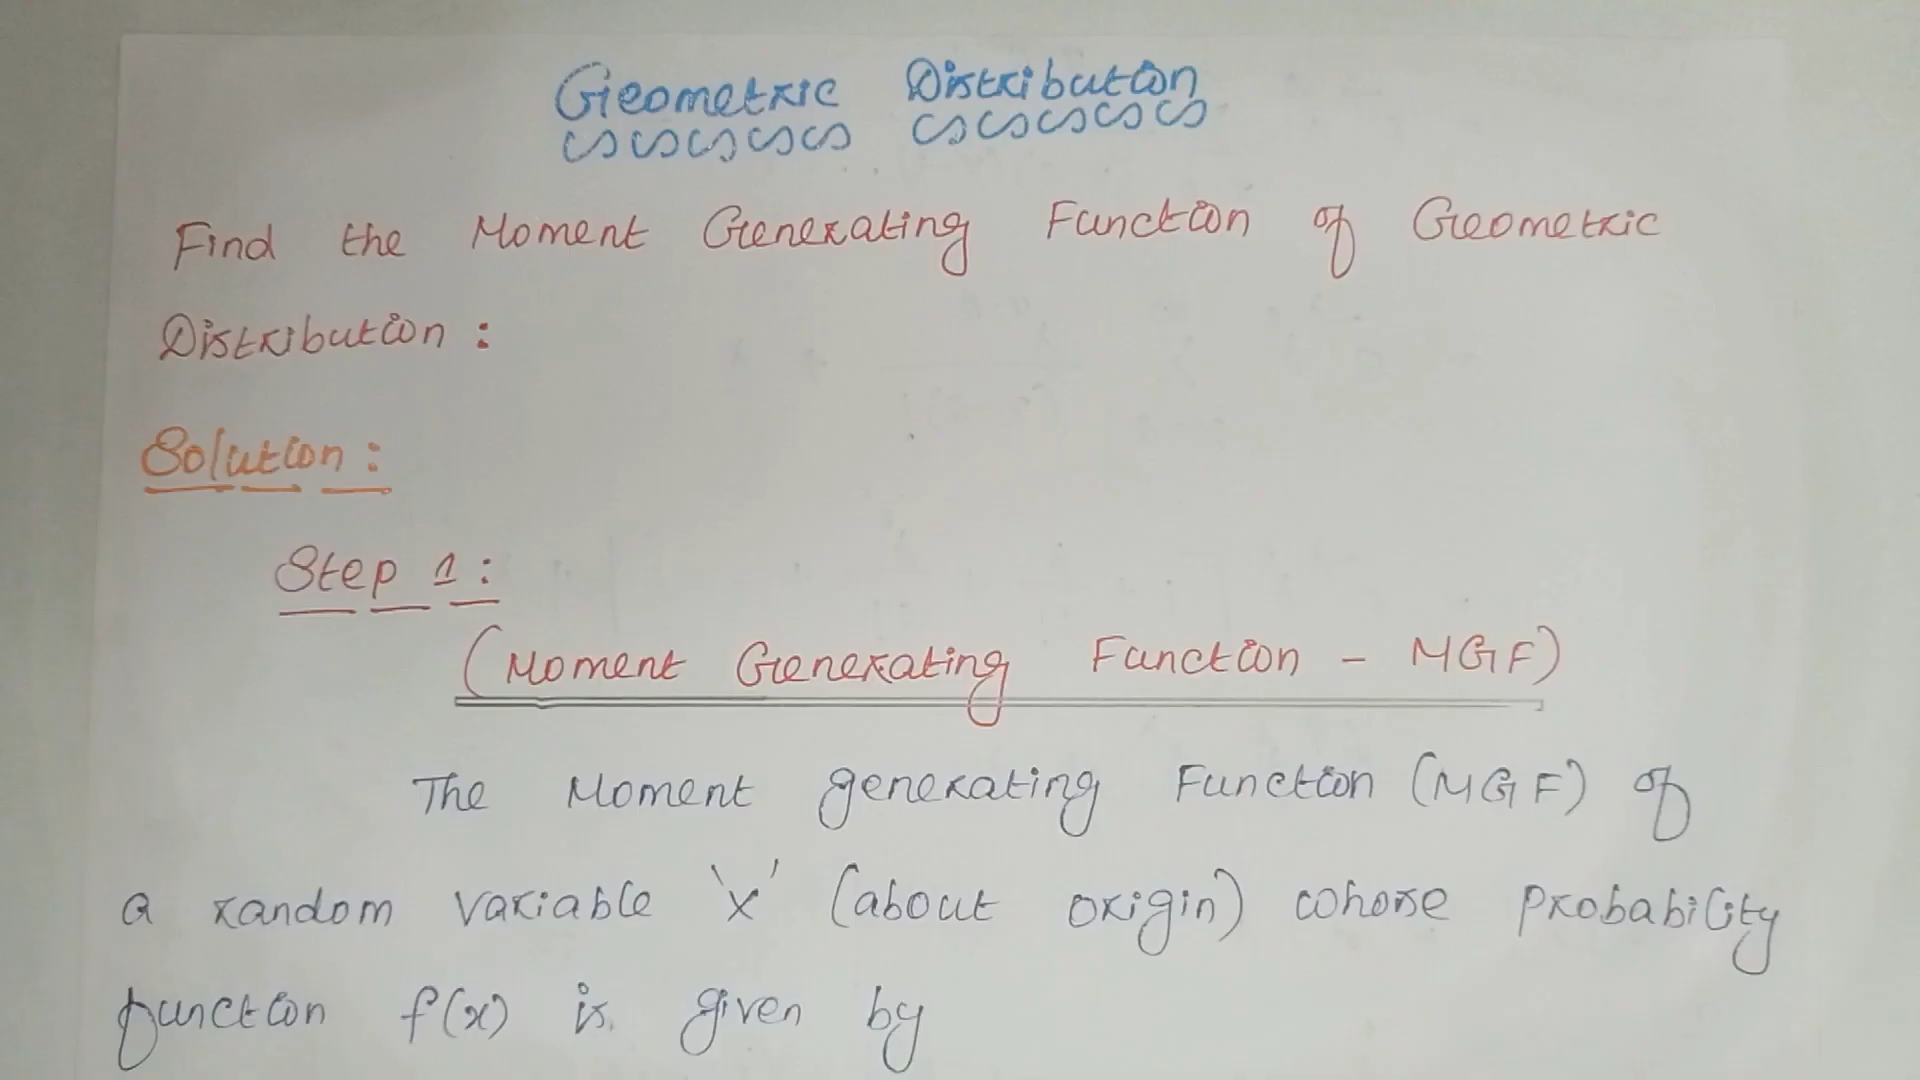 Geometric Distribution
Find the Moment Generating Function of Geometric
Distribution :
Solution :
Step 1 :
(Moment Generating Function - MGF)
The Moment generating Function (MGF) of
a random variable 'x' (about origin) whose probability
function f(x) is given by